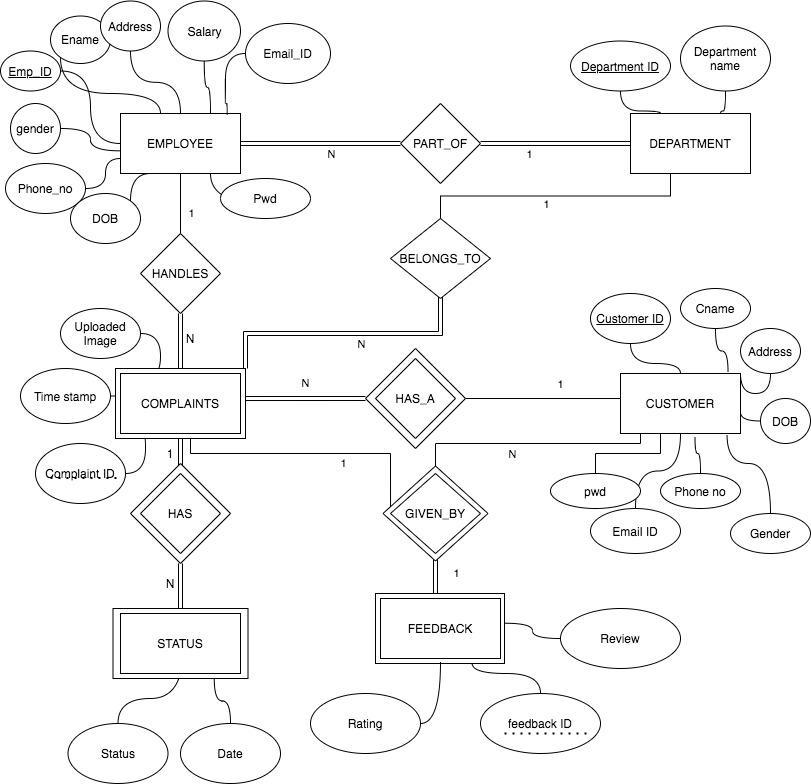 Address
Ename
Salary
Email_ID
Emp_ID
gender
Phone_no
DOB
EMPLOYEE
Pwd
N
PART_OF
1
Department ID
Department
name
DEPARTMENT
1
HANDLES
N
1
BELONGS_TO
N
Uploaded
Image
Time stamp
Complaint ID
COMPLAINTS
N
HAS_A
1
Customer ID
Cname
Address
DOB
CUSTOMER
pwd
Email ID
Phone no
Gender
1
HAS
N
1
GIVEN_BY
N
1
STATUS
Status
Date
FEEDBACK
Review
Rating
feedback ID